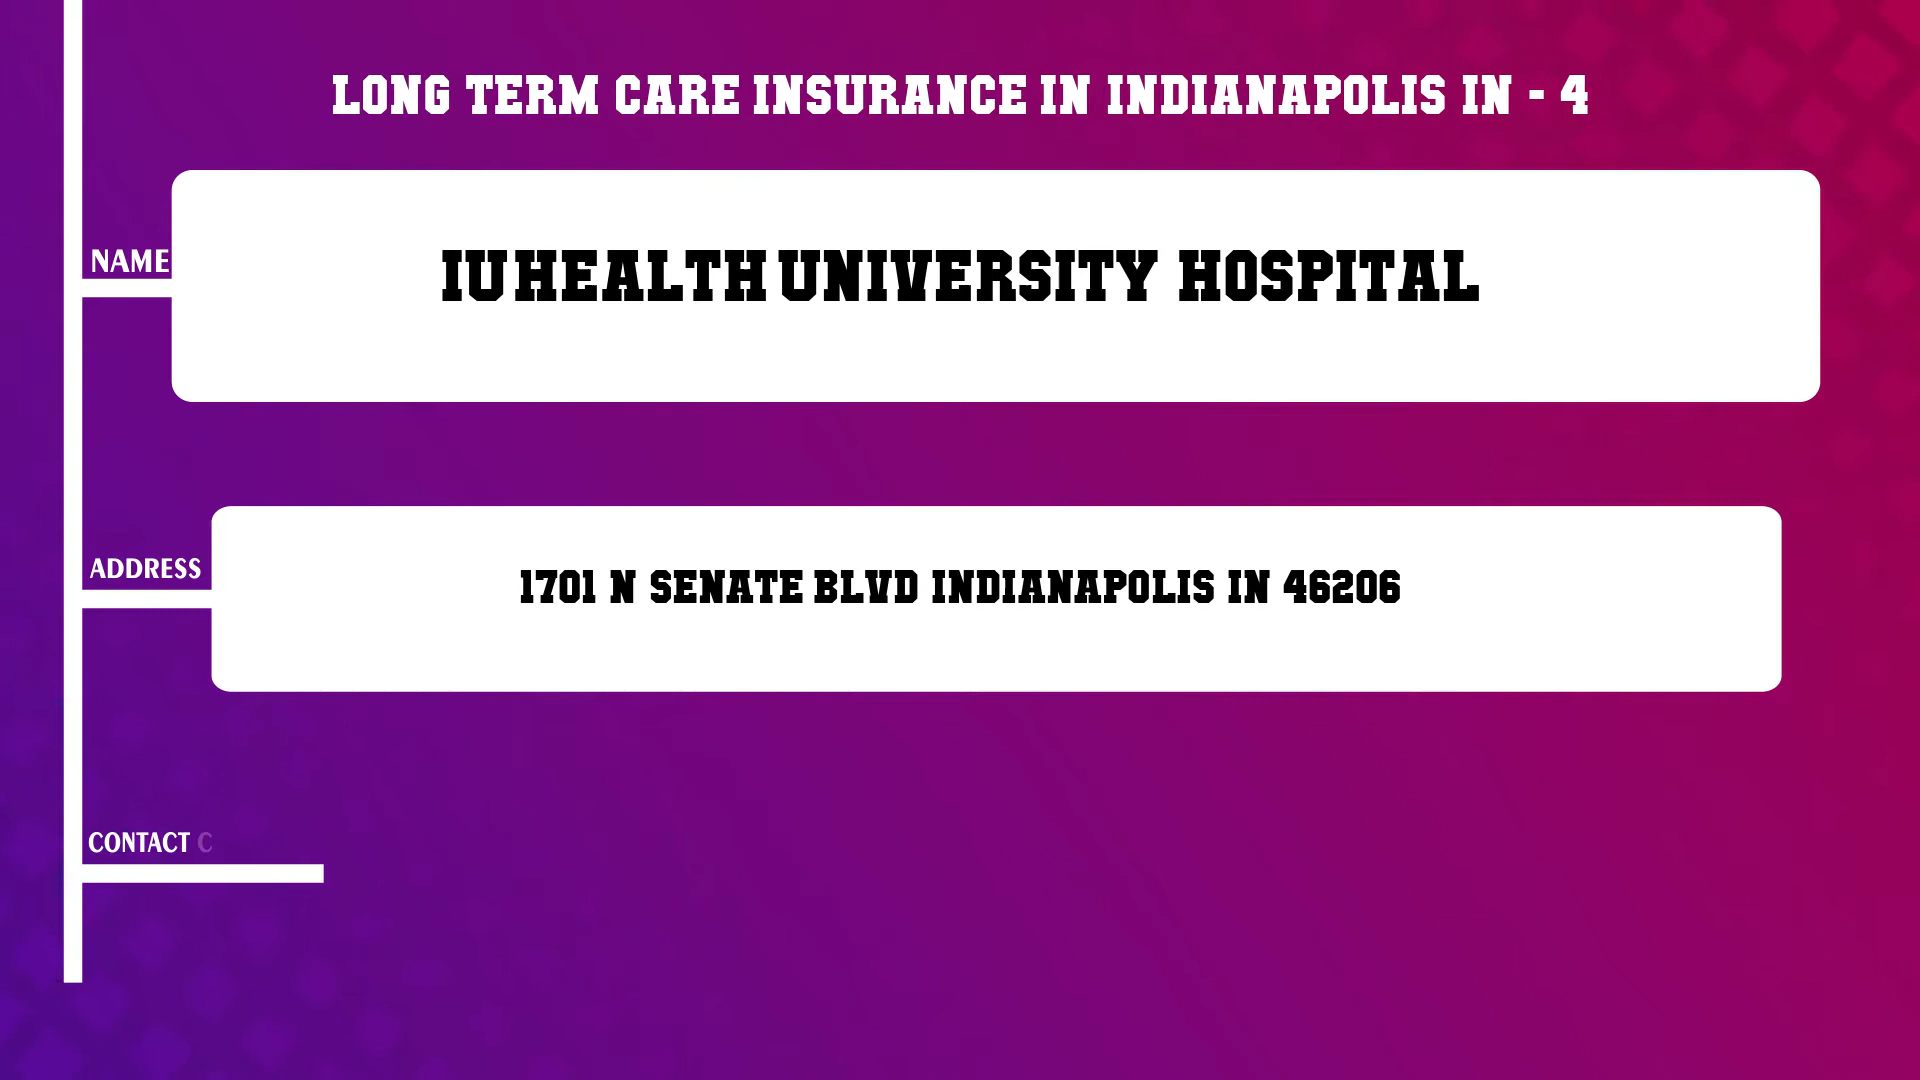 LONG TERM CARE INSURANCE IN INDIANAPOLIS IN - 4
NAME
IU HEALTH UNIVERSITY HOSPITAL
ADDRESS
1701 N SENATE BLVD INDIANAPOLIS IN 46206
CONTACT C